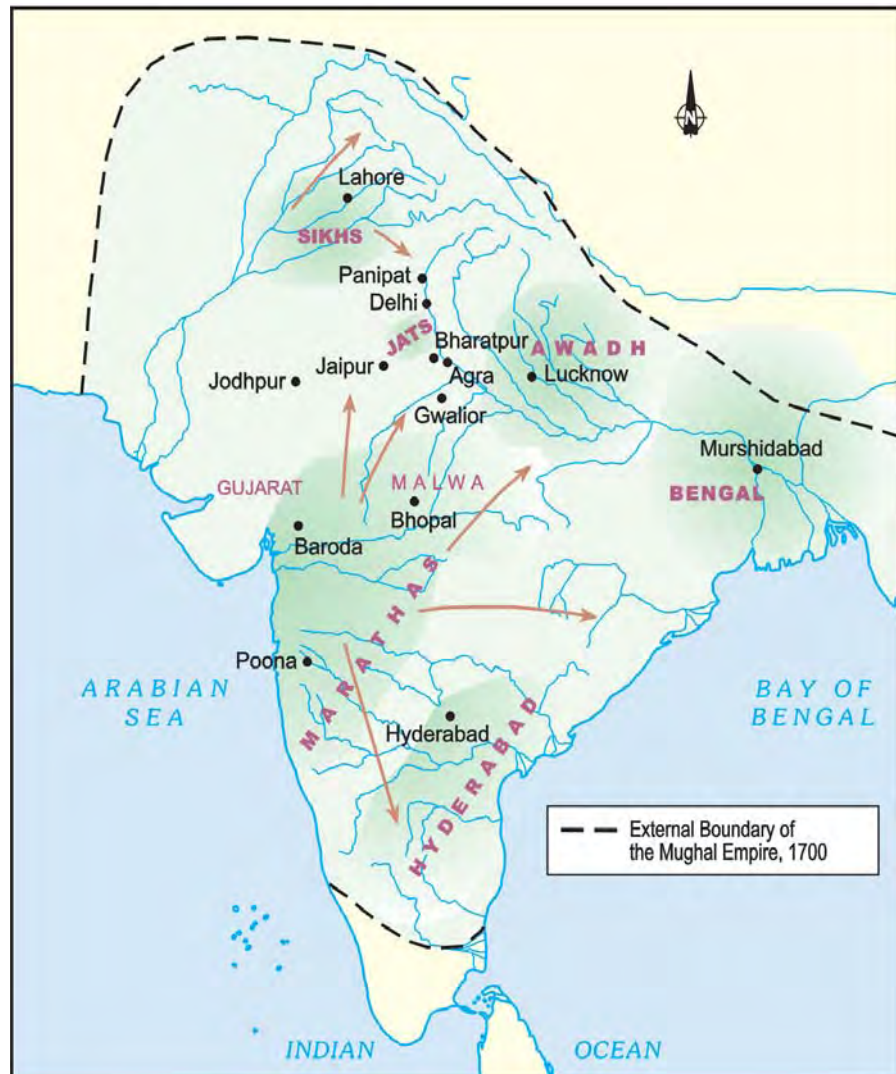 N
Lahore
SIKHS
Panipat
Delhi
JATS
Bharatpur
AWADH
Jaipur
Agra
Lucknow
Jodhpur
Gwalior
Murshidabad
GUJARAT
MALWA
BENGAL
Bhopal
Baroda
MARATHAS
Poona
ARABIAN
SEA
BAY OF
BENGAL
Hyderabad
HYDERABAD
External Boundary of
the Mughal Empire, 1700
INDIAN
OCEAN